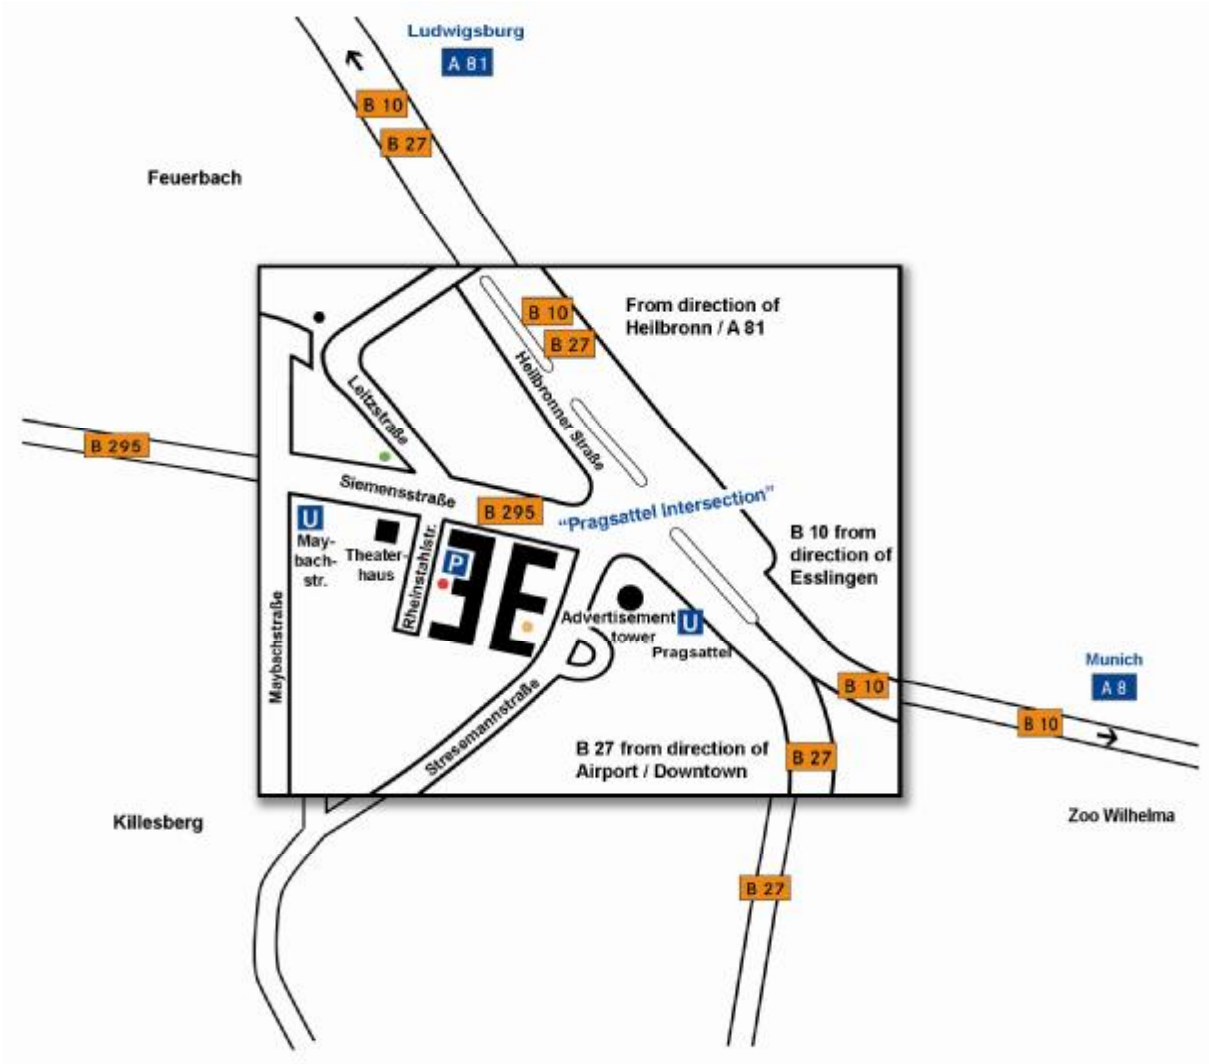 Ludwigsburg
A 81
B 10
B 27
Feuerbach
B 10
B 27
From direction of
Heilbronn / A 81
Heilbronner Straße
Leitzstraße
B 295
Siemensstraße
B 295
“Pragsattel Intersection”
U
May-
bach-
str.
Theater-
haus
Rheinstahlstr.
P
B 10 from
direction of
Esslingen
Advertisement
tower
U
Pragsattel
Maybachstraße
Stresemannstraße
B 10
Munich
A 8
B 10
B 27 from direction of
Airport / Downtown
B 27
Killesberg
Zoo Wilhelma
B 27